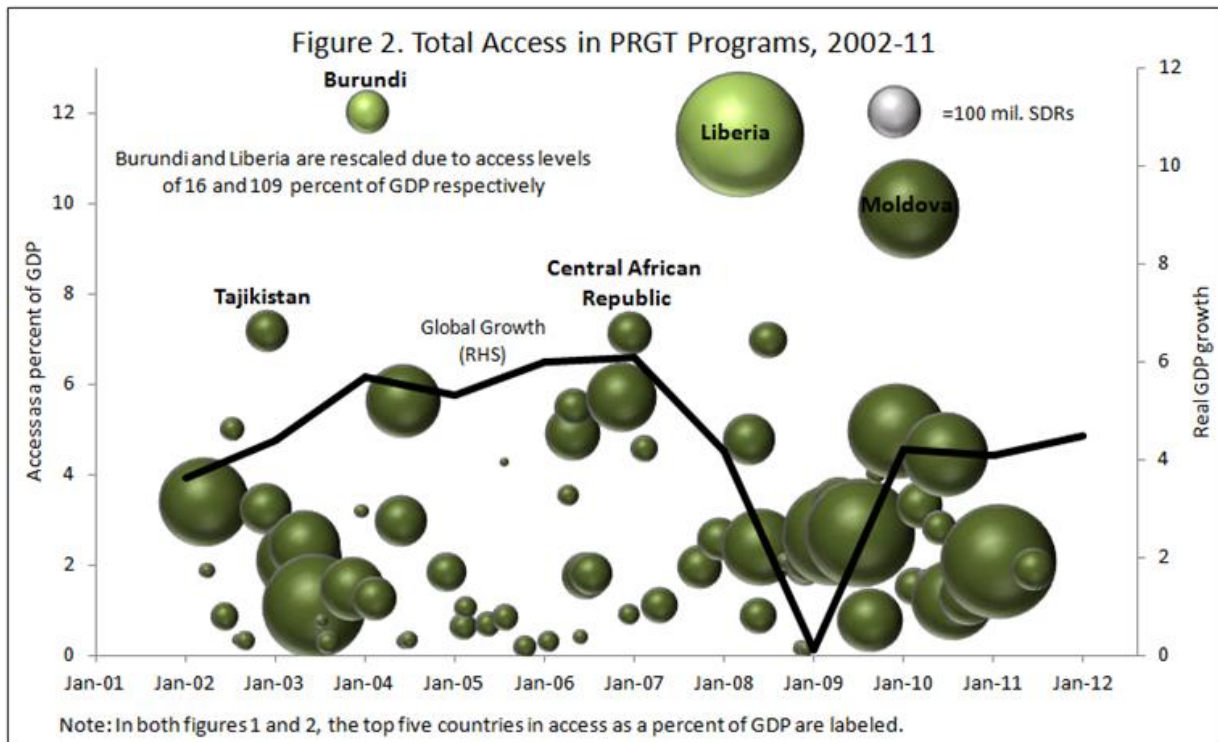 Figure 2. Total Access in PRGT Programs, 2002-11
12
10
8
6
4
2
0
Access as a percent of GDP
12
10
8
6
4
2
0
Real GDP growth
Burundi
Burundi and Liberia are rescaled due to access levels
of 16 and 109 percent of GDP respectively
Liberia
=100 mil. SDRs
Moldova
Tajikistan
Central African
Republic
Global Growth
(RHS)
Jan-01 Jan-02 Jan-03 Jan-04 Jan-05 Jan-06 Jan-07 Jan-08 Jan-09 Jan-10 Jan-11 Jan-12
Note: In both figures 1 and 2, the top five countries in access as a percent of GDP are labeled.